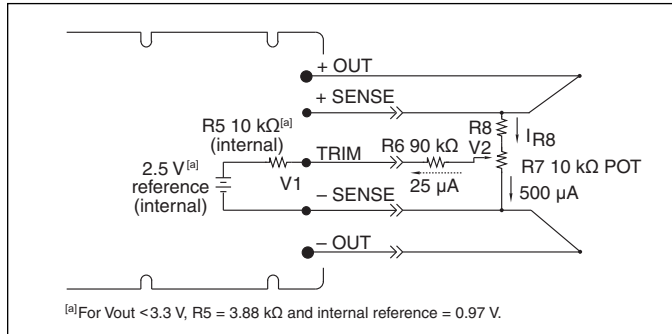 + OUT
+ SENSE
R5 10 kΩ[a]
(internal)
TRIM
R6 90 kΩ
R8
IR8
V2
R7 10 kΩ POT
2.5 V[a]
reference
(internal)
V1
25 µA
500 µA
– SENSE
– OUT
[a]For Vout <3.3 V, R5 = 3.88 kΩ and internal reference = 0.97 V.